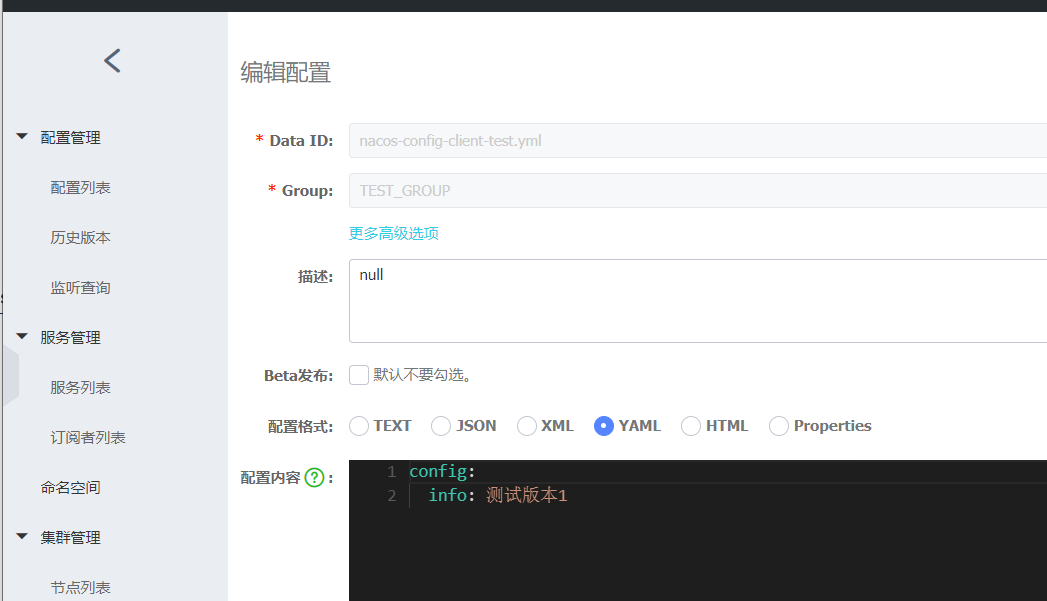 编辑配置
配置管理
* Data ID: nacos-config-client-test.yml
配置列表
* Group: TEST_GROUP
历史版本
更多高级选项
监听查询
描述: null
服务管理
服务列表
Beta发布: 默认不要勾选。
订阅者列表
配置格式: TEXT JSON XML YAML HTML Properties
命名空间
配置内容 ? :
1 config:
2 info: 测试版本1
集群管理
节点列表